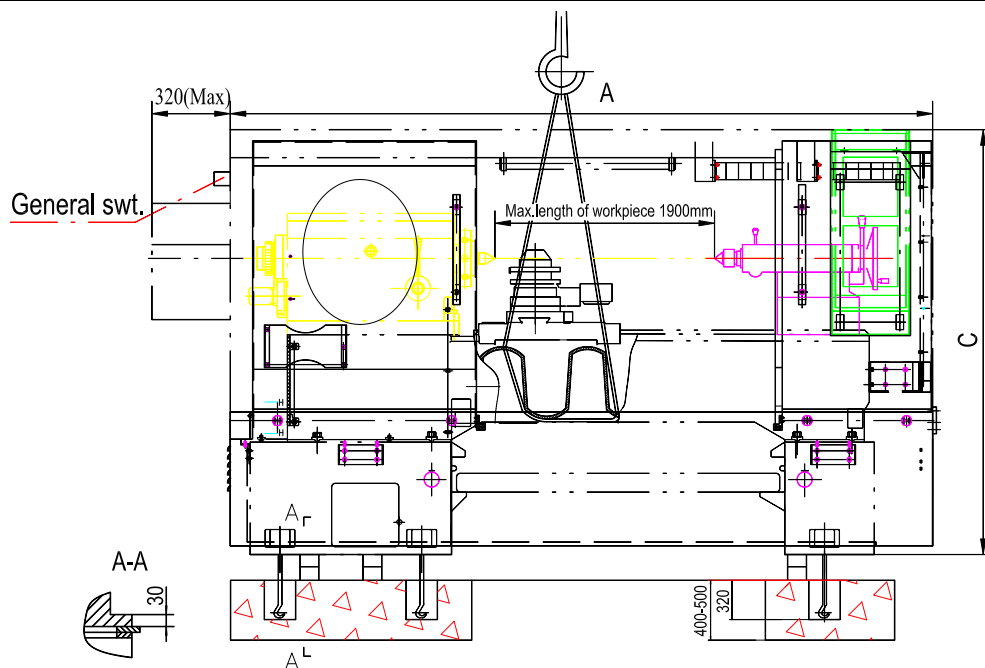 320(Max)
A
General swt.
Max.length of workpiece 1900mm
C
H
H
A
A-A
30
400-500
320
A